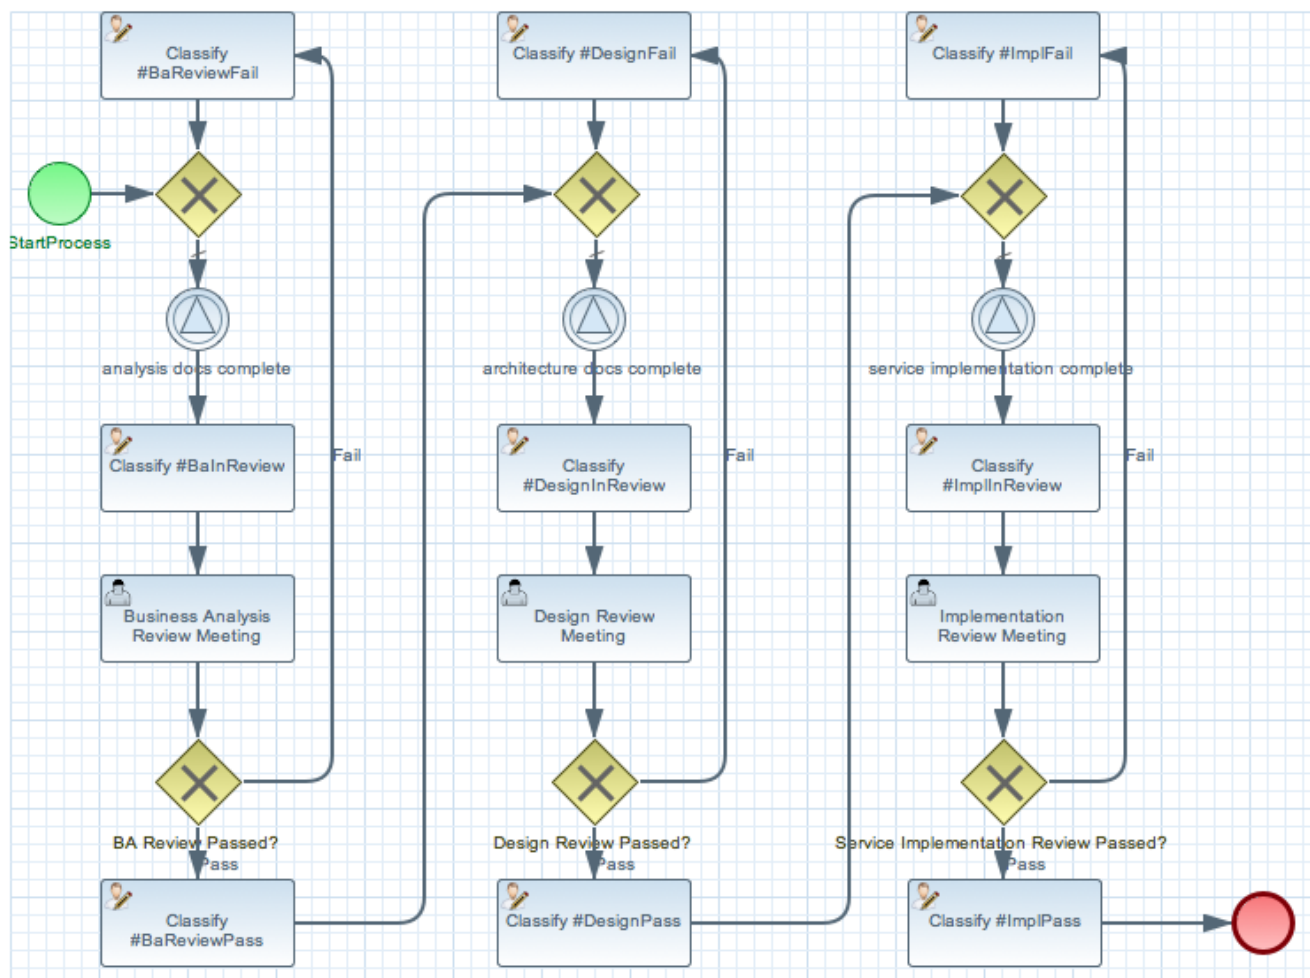 Classify
#BaReviewFail
Classify #DesignFail
Classify #ImplFail
StartProcess
analysis docs complete
architecture docs complete
service implementation complete
Classify #BaInReview
Fail
Classify
#DesignInReview
Fail
Classify
#ImplInReview
Fail
Business Analysis
Review Meeting
Design Review
Meeting
Implementation
Review Meeting
BA Review Passed?
Pass
Design Review Passed?
Pass
Service Implementation Review Passed?
Pass
Classify
#BaReviewPass
Classify #DesignPass
Classify #ImplPass